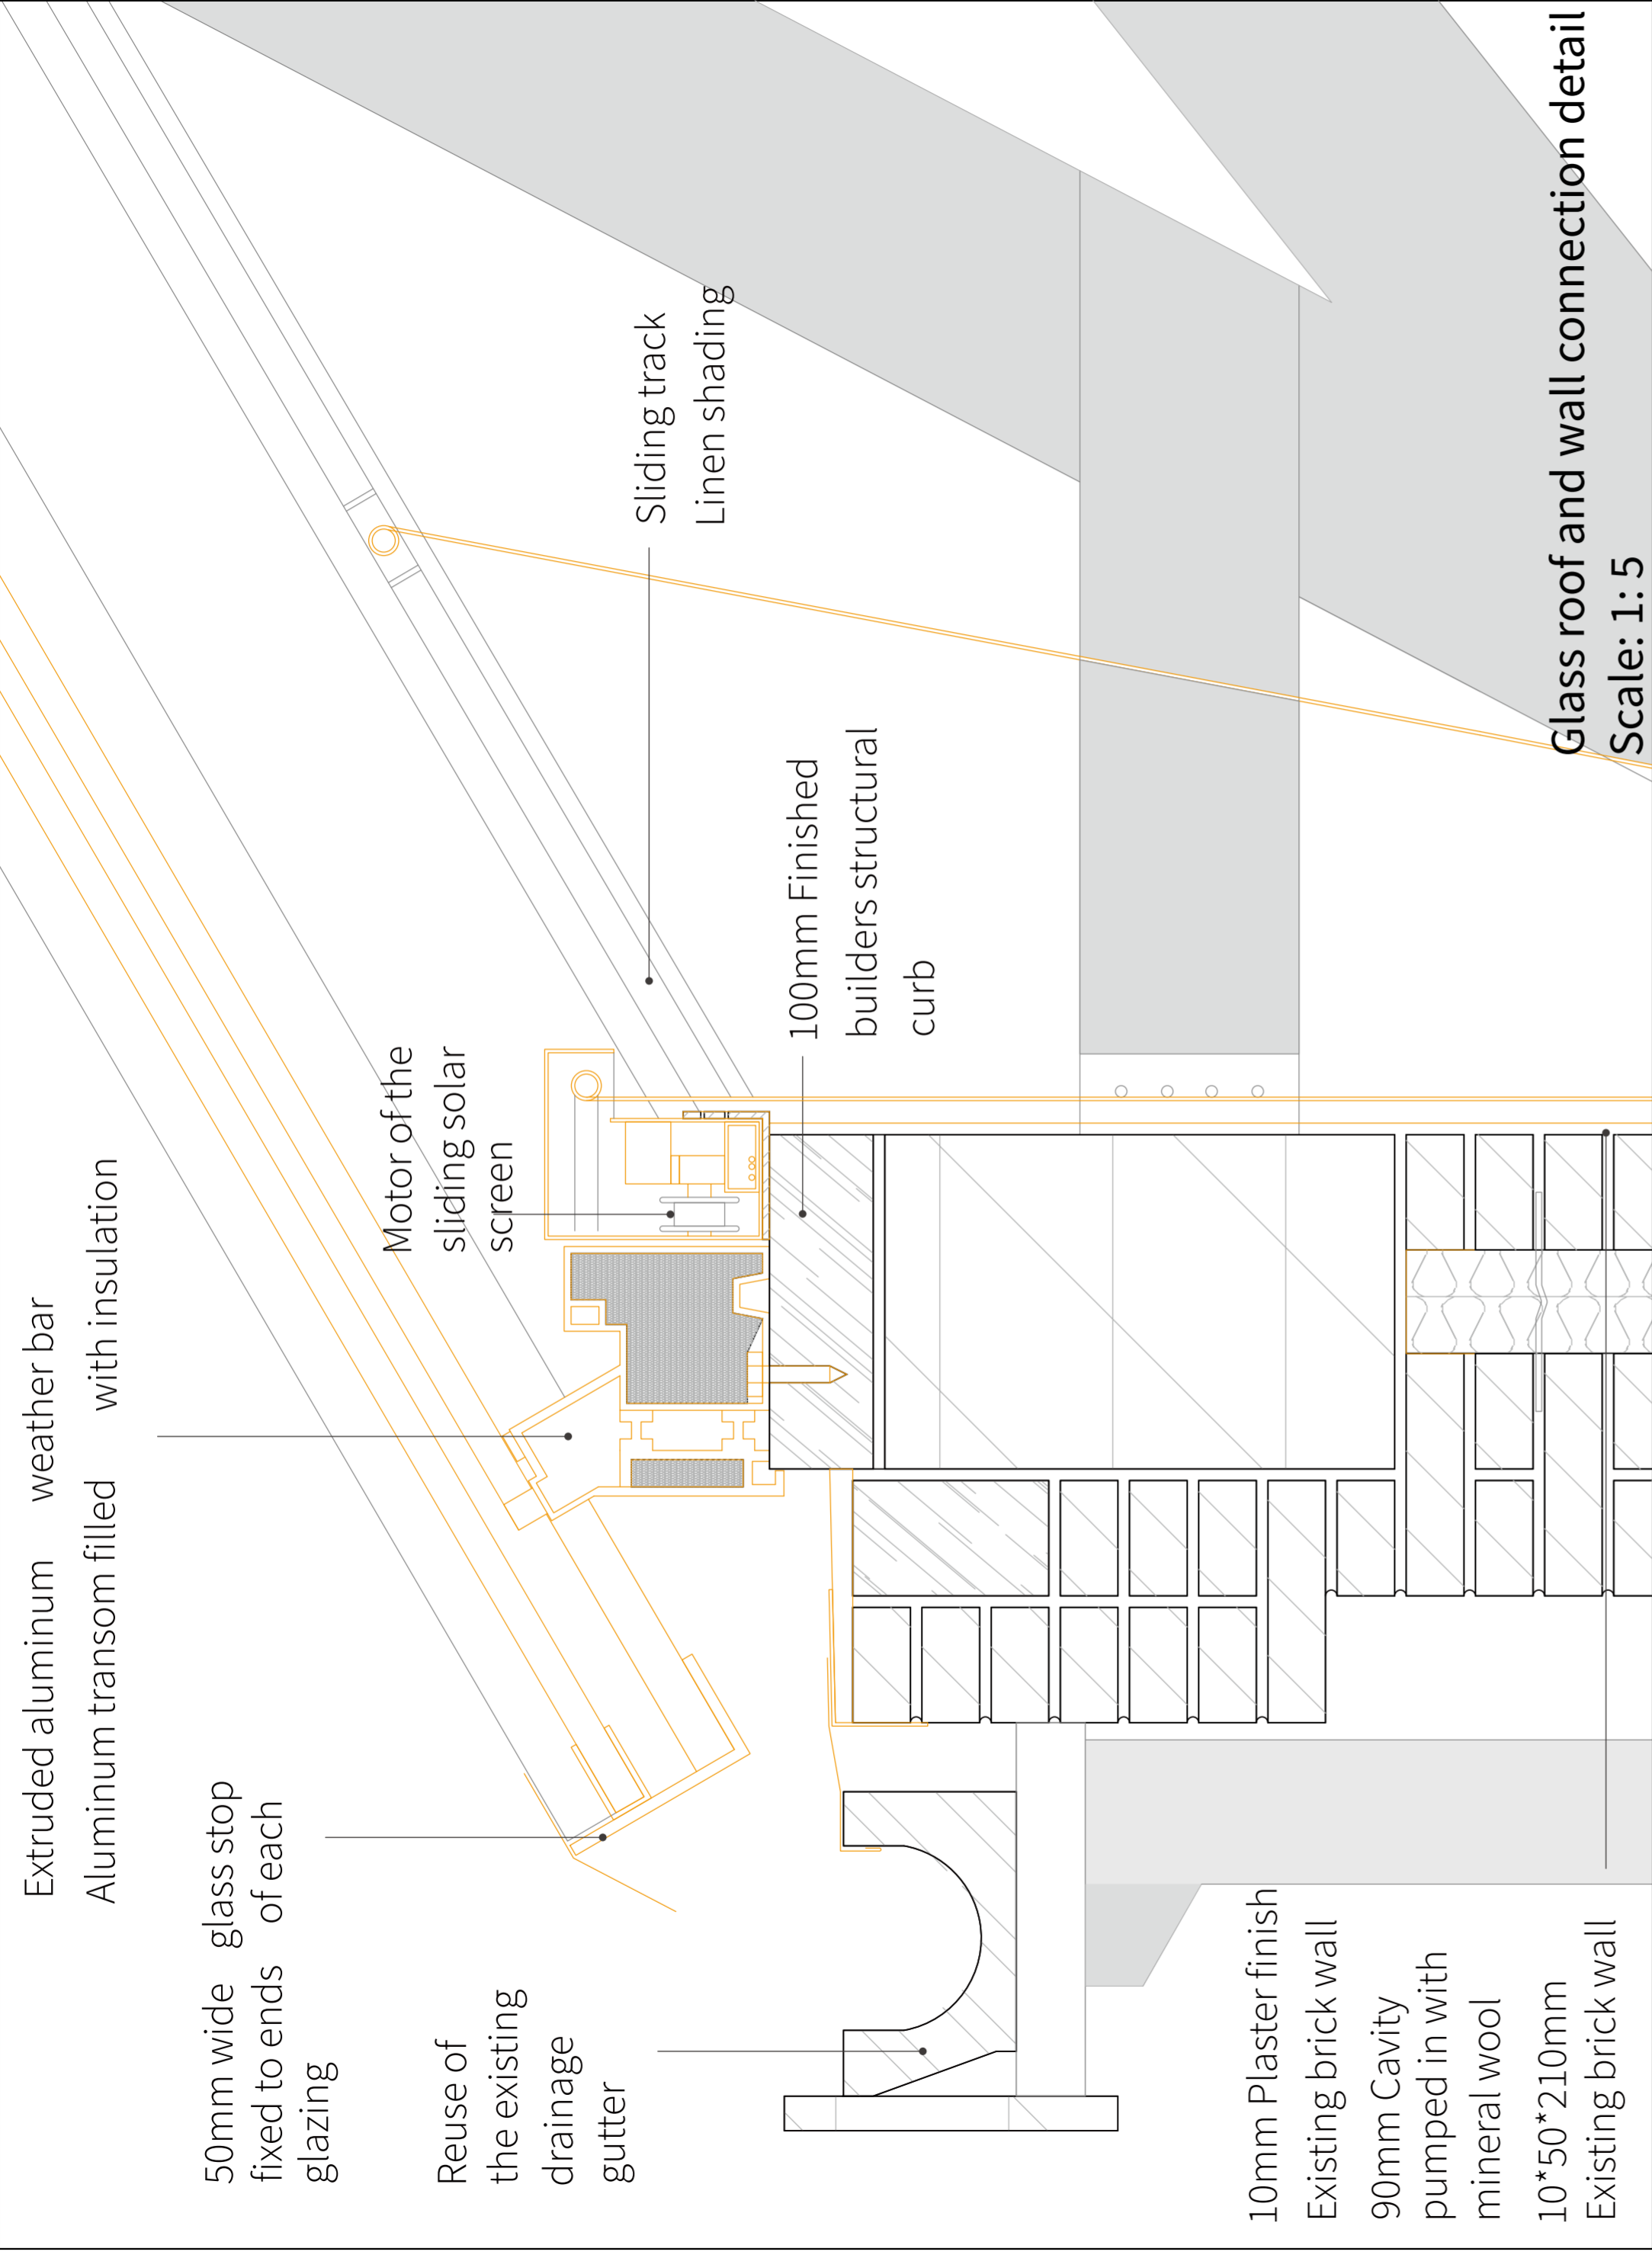 Extruded aluminum weather bar
Aluminum transom filled with insulation
50mm wide glass stop
fixed to ends of each
glazing
Reuse of
the existing
drainage
gutter
Motor of the
sliding solar
screen
Sliding track
Linen shading
100mm Finished
builders structural
curb
10mm Plaster finish
Existing brick wall
90mm Cavity
pumped in with
mineral wool
10*50*210mm
Existing brick wall
Glass roof and wall connection detail
Scale: 1: 5